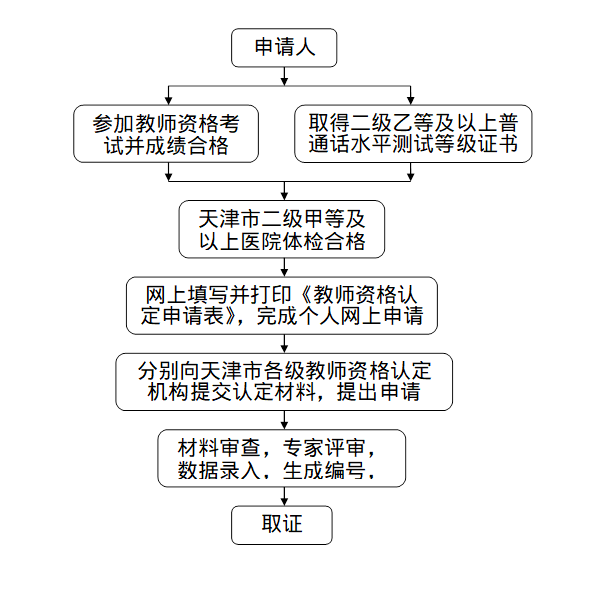 申请人
参加教师资格考
试并成绩合格
取得二级乙等及以上普
通话水平测试等级证书
天津市二级甲等及
以上医院体检合格
网上填写并打印《教师资格认
定申请表》，完成个人网上申请
分别向天津市各级教师资格认定
机构提交认定材料，提出申请
材料审查，专家评审，
数据录入，生成编号，
取证